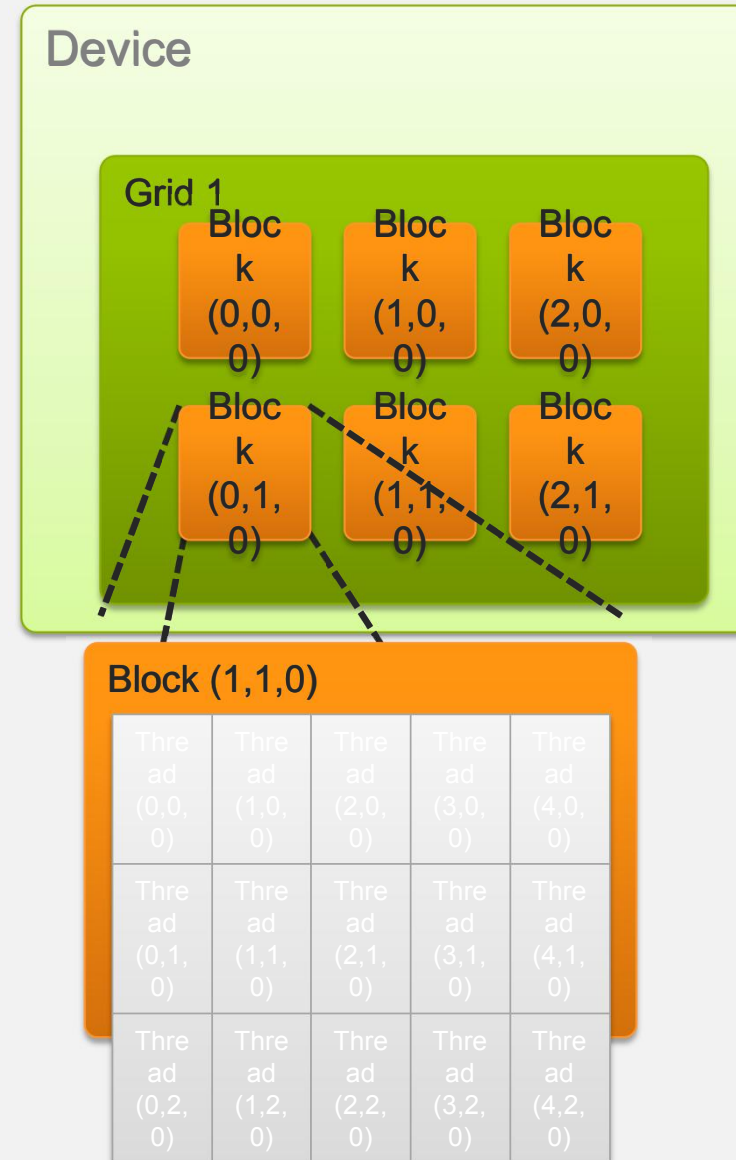 Device
Grid 1
Bloc
k
(0,0,
0)
Bloc
k
(1,0,
0)
Bloc
k
(2,0,
0)
Bloc
k
(0,1,
0)
Bloc
k
(1,1,
0)
Bloc
k
(2,1,
0)
Block (1,1,0)
Thre
ad
(0,0,
0)
Thre
ad
(1,0,
0)
Thre
ad
(2,0,
0)
Thre
ad
(3,0,
0)
Thre
ad
(4,0,
0)
Thre
ad
(0,1,
0)
Thre
ad
(1,1,
0)
Thre
ad
(2,1,
0)
Thre
ad
(3,1,
0)
Thre
ad
(4,1,
0)
Thre
ad
(0,2,
0)
Thre
ad
(1,2,
0)
Thre
ad
(2,2,
0)
Thre
ad
(3,2,
0)
Thre
ad
(4,2,
0)